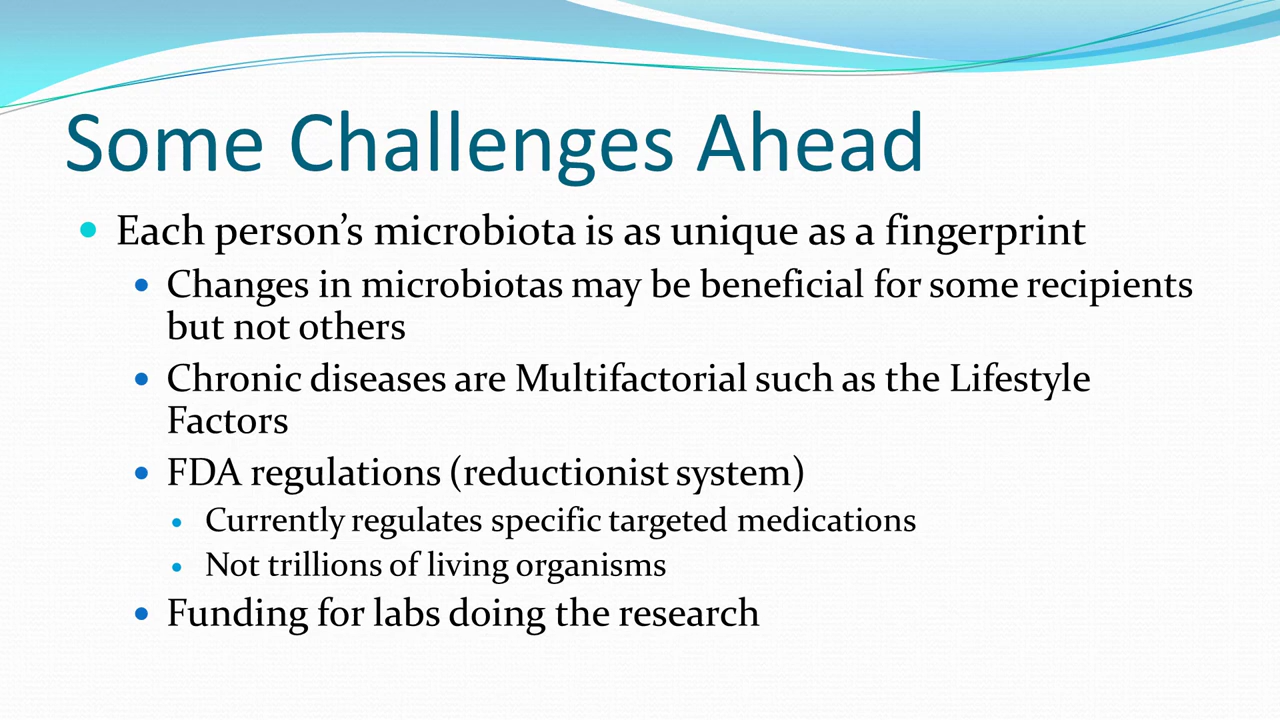 Some Challenges Ahead
• Each person’s microbiota is as unique as a fingerprint
• Changes in microbiotas may be beneficial for some recipients
but not others
• Chronic diseases are Multifactorial such as the Lifestyle
Factors
• FDA regulations (reductionist system)
• Currently regulates specific targeted medications
• Not trillions of living organisms
• Funding for labs doing the research